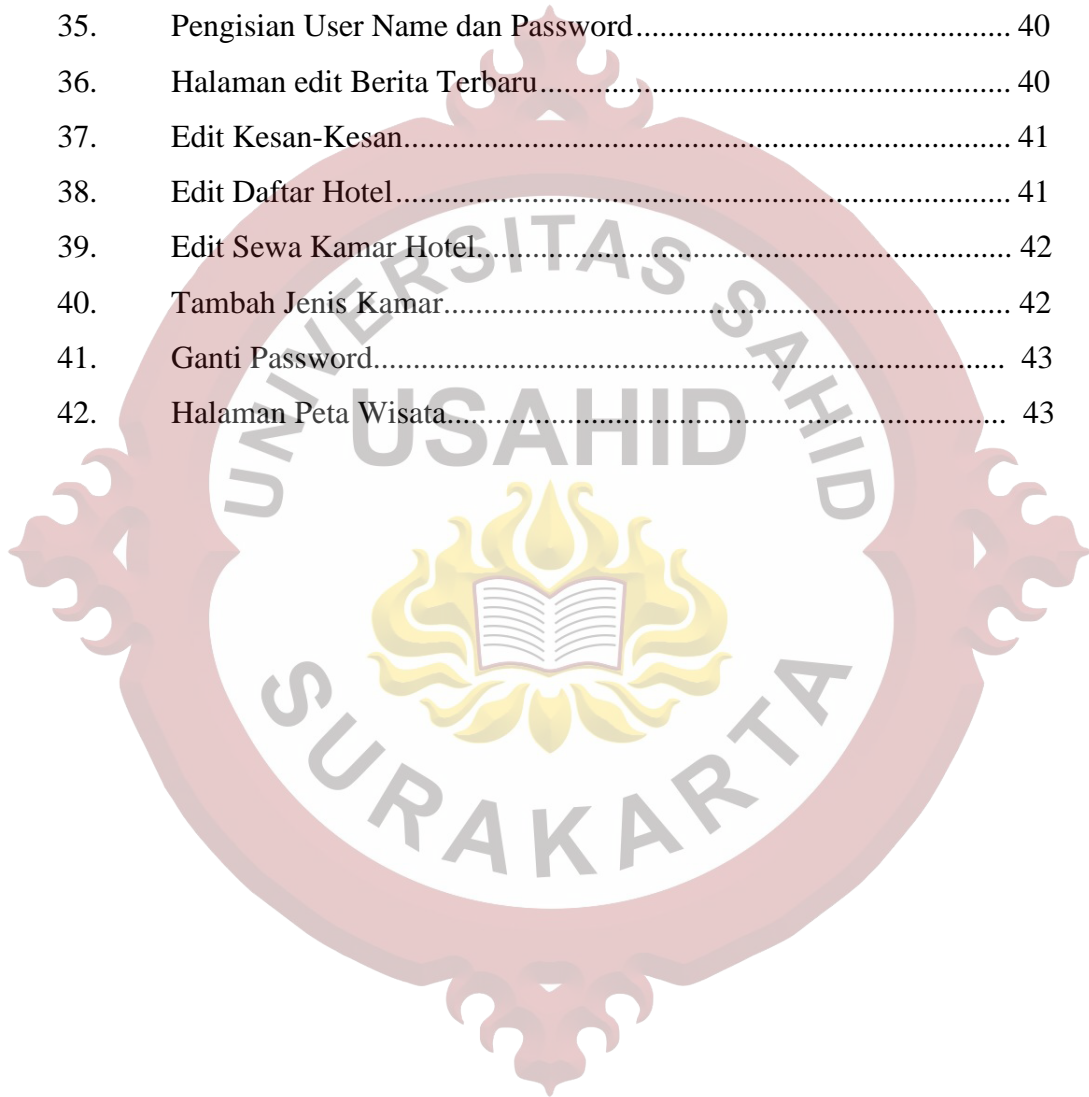 35. Pengisian User Name dan Password............................................... 40
36. Halaman edit Berita Terbaru........................................................... 40
37. Edit Kesan-Kesan............................................................................ 41
38. Edit Daftar Hotel............................................................................. 41
39. Edit Sewa Kamar Hotel................................................................... 42
40. Tambah Jenis Kamar....................................................................... 42
41. Ganti Password............................................................................... 43
42. Halaman Peta Wisata...................................................................... 43
UNIVERSITAS SAHID
USAHID
SURAKARTA